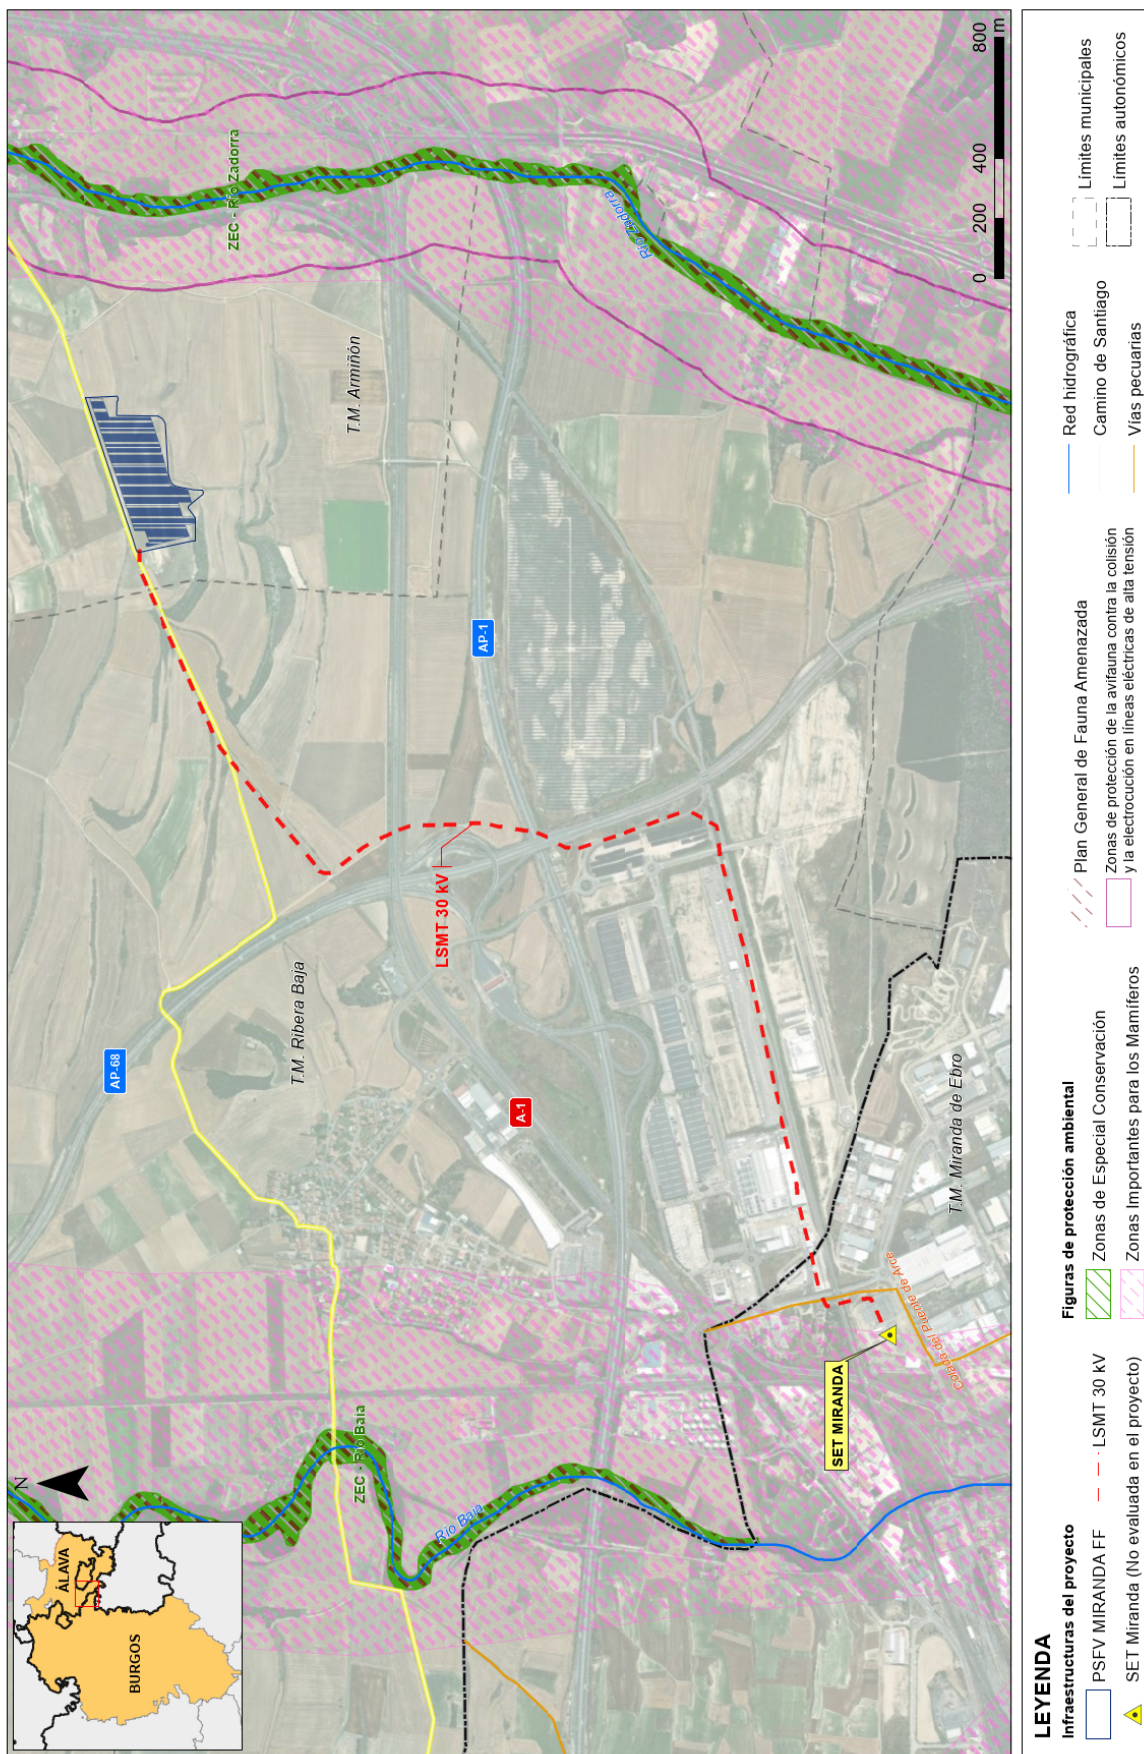 N
ÁLAVA
BURGOS
AP-68
T.M. Ribera Baja
ZEC - Río Baia
Río Baia
A-1
LSMT 30 kV
AP-1
T.M. Armiñón
ZEC - Río Zadorra
Río Zadorra
SET MIRANDA
Colada del Puente de Arce
T.M. Miranda de Ebro
0 200 400 800
m
LEYENDA
Infraestructuras del proyecto
PSFV MIRANDA FF
LSMT 30 kV
SET Miranda (No evaluada en el proyecto)
Figuras de protección ambiental
Zonas de Especial Conservación
Zonas Importantes para los Mamíferos
Plan General de Fauna Amenazada
Zonas de protección de la avifauna contra la colisión
y la electrocución en líneas eléctricas de alta tensión
Red hidrográfica
Camino de Santiago
Vías pecuarias
Límites municipales
Límites autonómicos